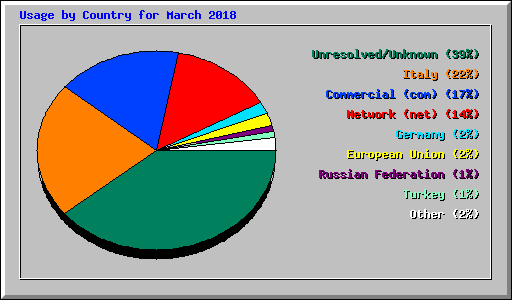 Usage by Country for March 2018
Unresolved/Unknown (39%)
Italy (22%)
Commercial (com) (17%)
Network (net) (14%)
Germany (2%)
European Union (2%)
Russian Federation (1%)
Turkey (1%)
Other (2%)